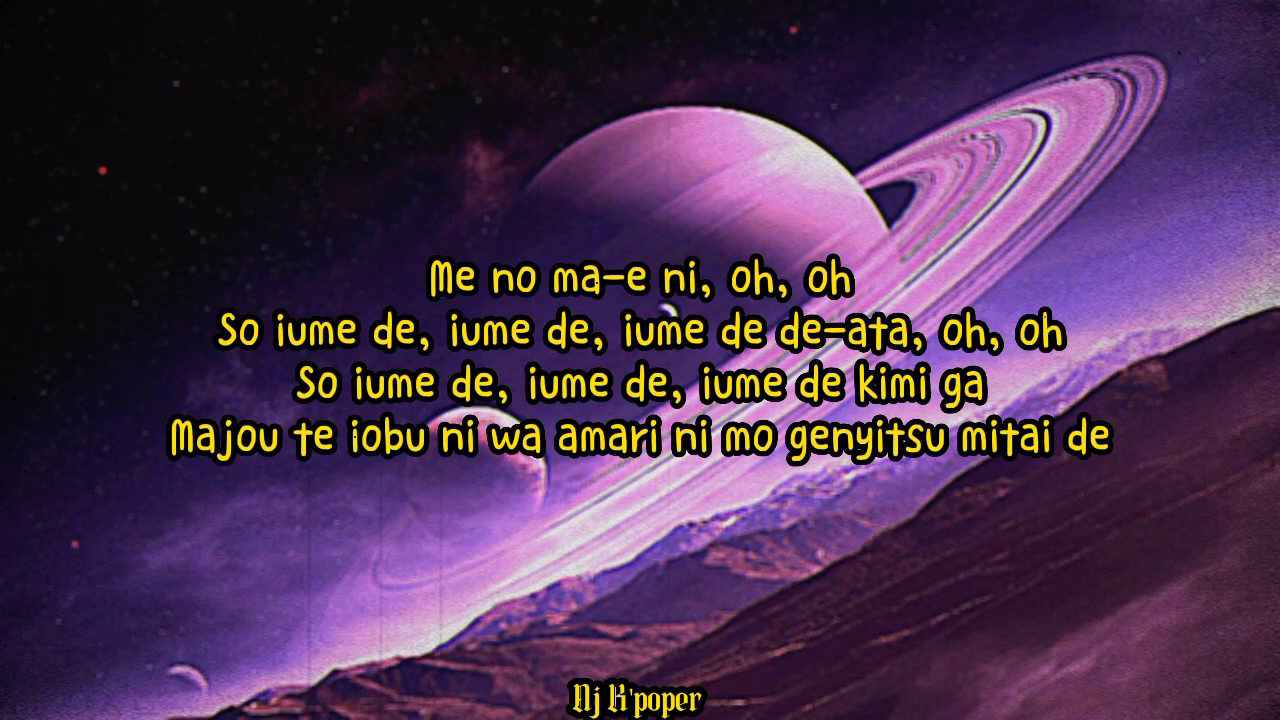 Me no ma-e ni, oh, oh
So iume de, iume de, iume de de-ata, oh, oh
So iume de, iume de, iume de kimi ga
Majou te iobu ni wa amari ni mo genyitsu mitai de
Nj K'poper